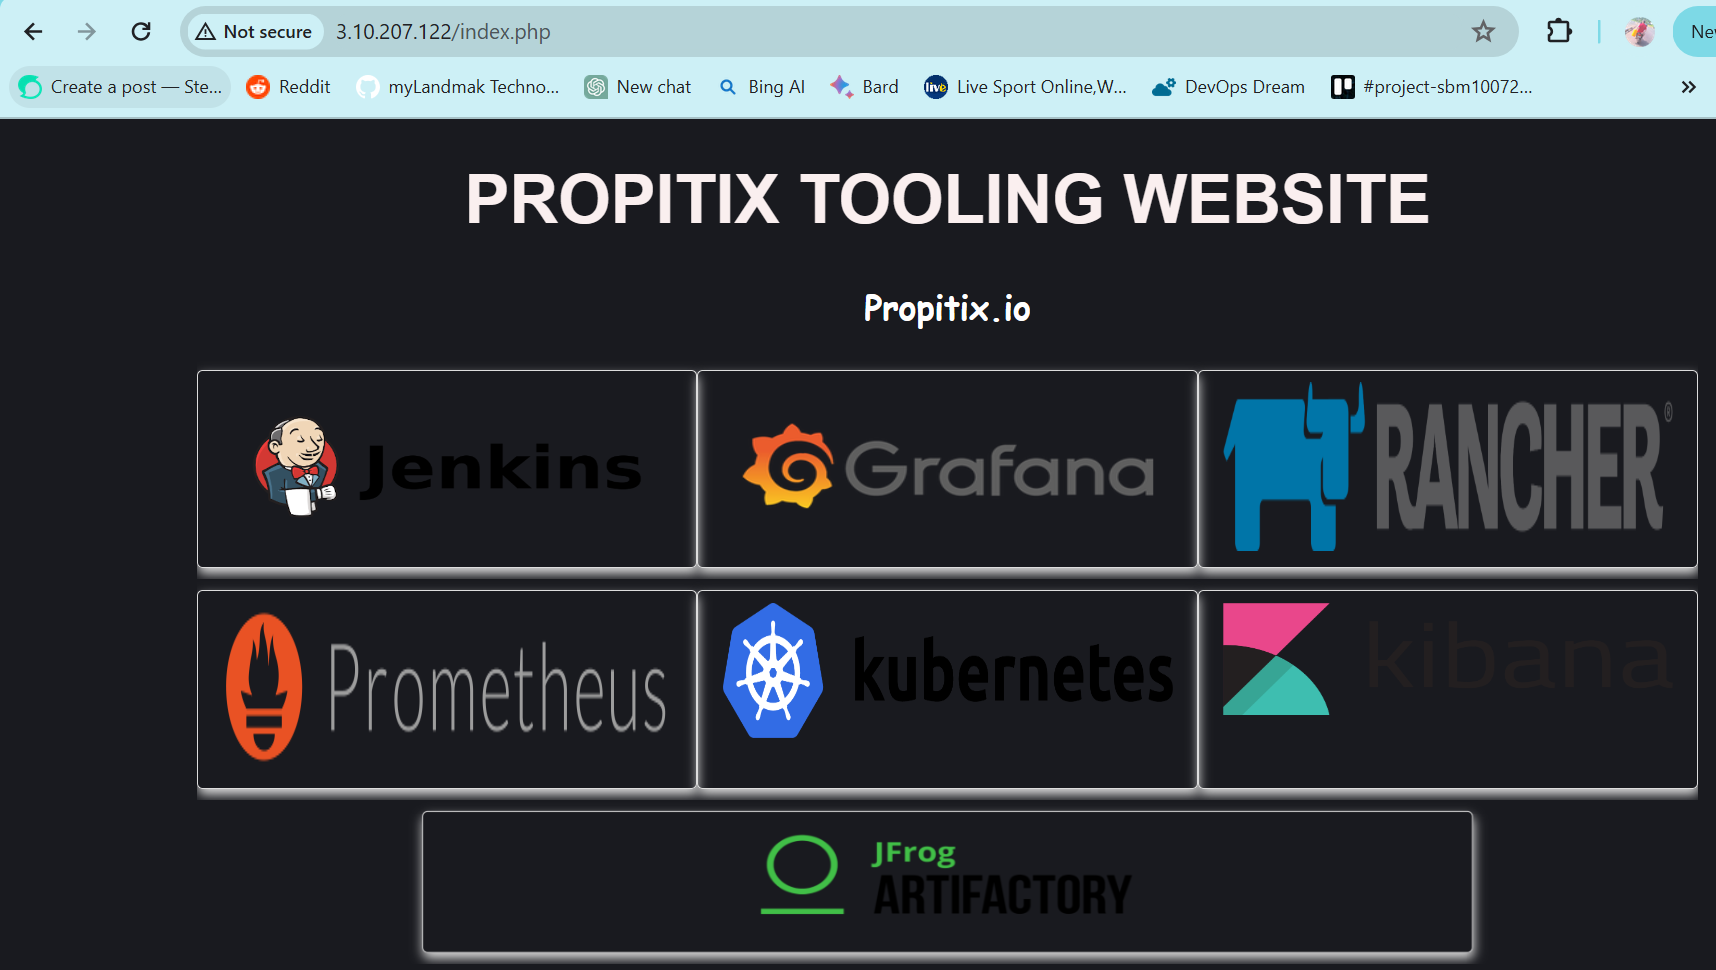 Not secure 3.10.207.122/index.php New
Create a post — Ste... Reddit myLandmak Techno... New chat Bing AI Bard live Live Sport Online,W... DevOps Dream #project-sbm10072... »
PROPITIX TOOLING WEBSITE
Propitix.io
Jenkins Grafana RANCHER®
Prometheus kubernetes kibana
JFrog
ARTIFACTORY